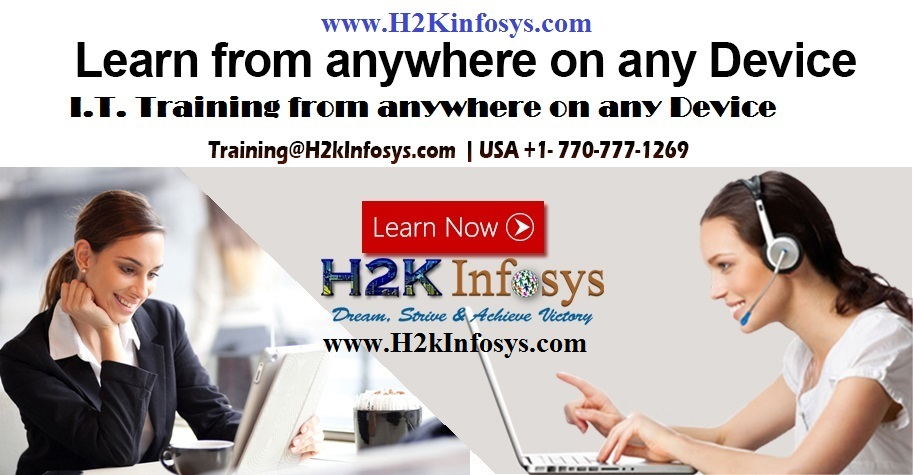 www.H2Kinfosys.com
Learn from anywhere on any Device
I.T. Training from anywhere on any Device
Training@H2kInfosys.com | USA +1- 770-777-1269
Learn Now
H2K Infosys
Dream, Strive & Achieve Victory
www.H2kInfosys.com